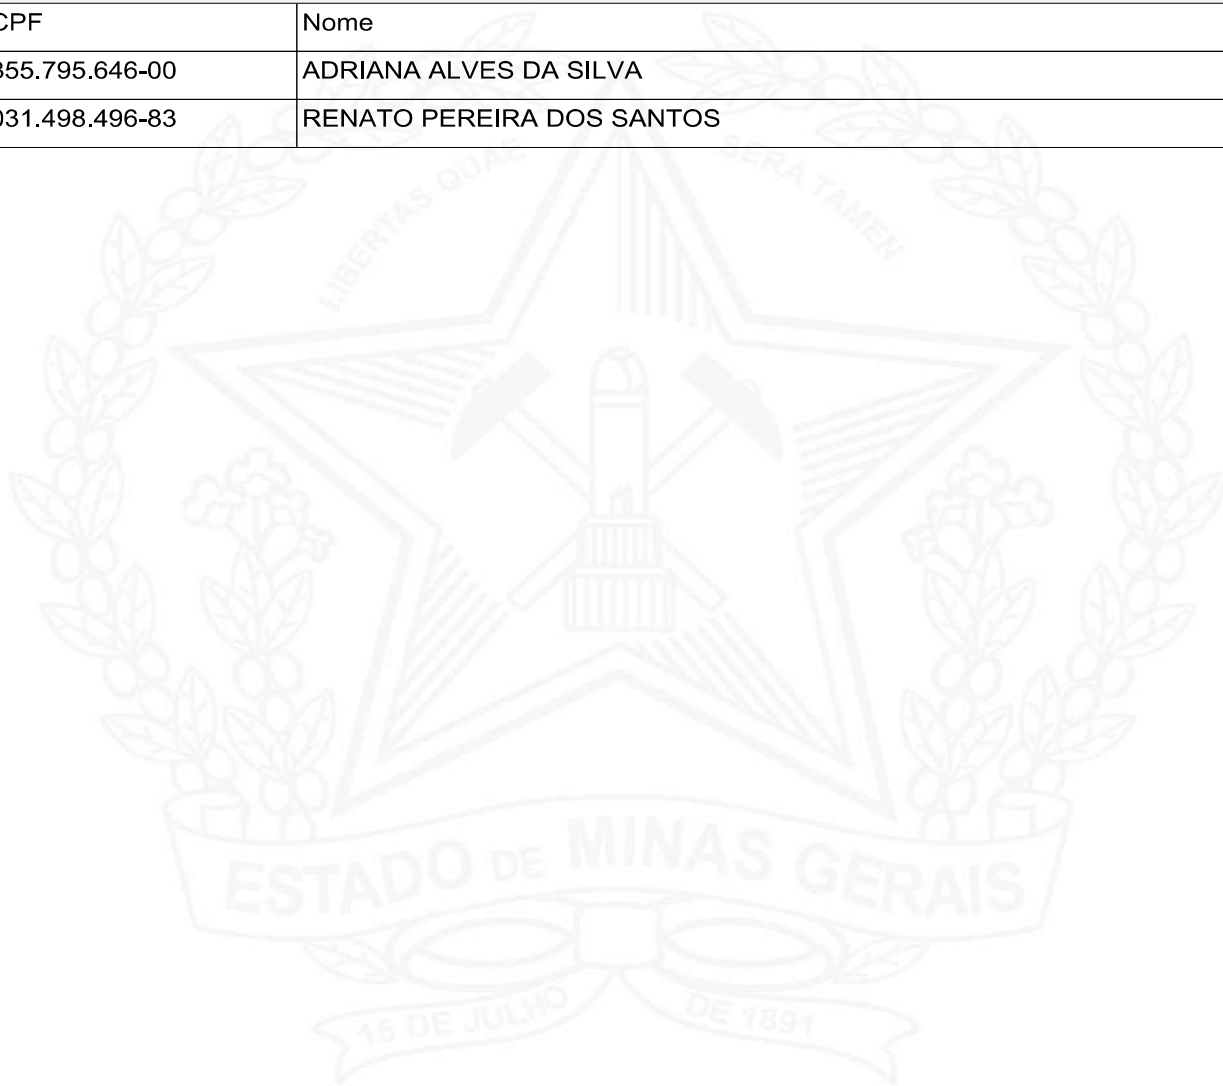 CPF Nome
855.795.646-00 ADRIANA ALVES DA SILVA
031.498.496-83 RENATO PEREIRA DOS SANTOS
LIBERTAS QUAE SERA TAMEN
ESTADO DE MINAS GERAIS
15 DE JULHO DE 1891